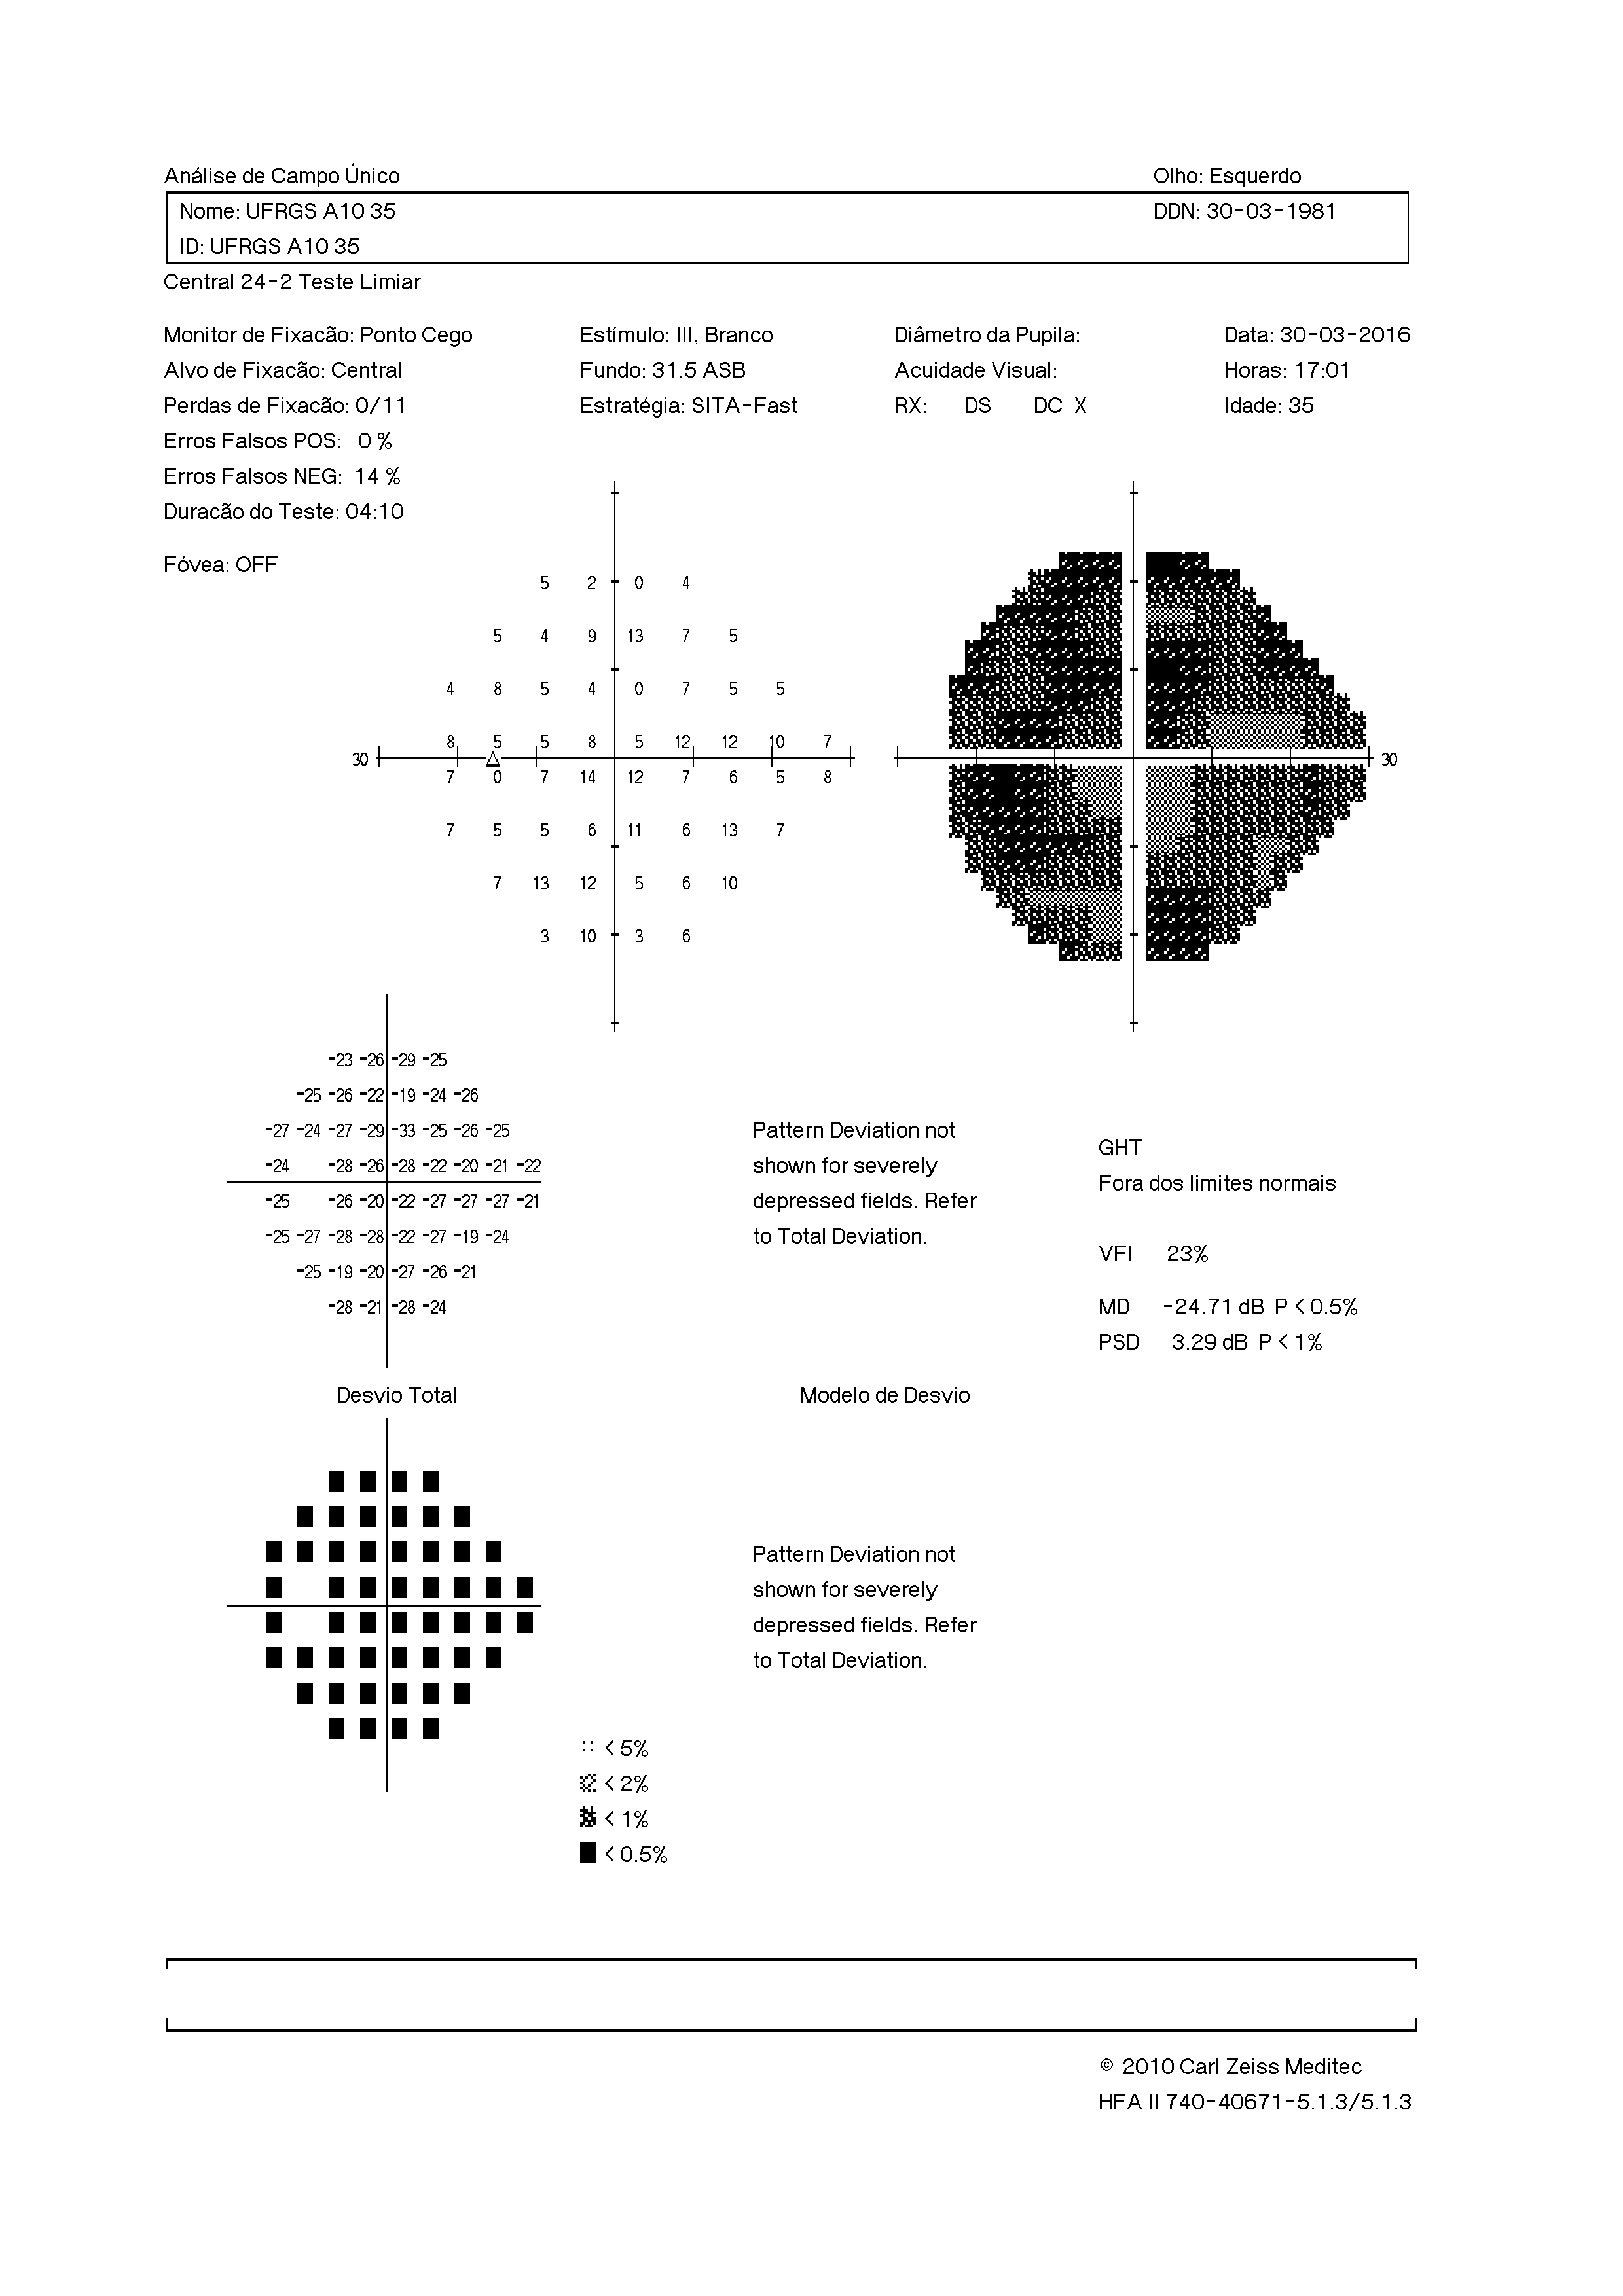 Análise de Campo Único Olho: Esquerdo
Nome: UFRGS A10 35 DDN: 30-03-1981
ID: UFRGS A10 35
Central 24-2 Teste Limiar
Monitor de Fixacão: Ponto Cego Estímulo: III, Branco Diâmetro da Pupila: Data: 30-03-2016
Alvo de Fixacão: Central Fundo: 31.5 ASB Acuidade Visual: Horas: 17:01
Perdas de Fixacão: 0/11 Estratégia: SITA-Fast RX: DS DC X Idade: 35
Erros Falsos POS: 0 %
Erros Falsos NEG: 14 %
Duracão do Teste: 04:10
Fóvea: OFF
5 2 0 4
5 4 9 13 7 5
4 8 5 4 0 7 5 5
8 5 5 8 5 12 12 10 7
30 30
7 0 7 14 12 7 6 5 8
7 5 5 6 11 6 13 7
7 13 12 5 6 10
3 10 3 6
-23 -26 -29 -25
-25 -26 -22 -19 -24 -26
-27 -24 -27 -29 -33 -25 -26 -25
-24 -28 -26 -28 -22 -20 -21 -22
-25 -26 -20 -22 -27 -27 -27 -21
-25 -27 -28 -28 -22 -27 -19 -24
-25 -19 -20 -27 -26 -21
-28 -21 -28 -24
Pattern Deviation not
shown for severely
depressed fields. Refer
to Total Deviation.
GHT
Fora dos limites normais
VFI 23%
MD -24.71 dB P < 0.5%
PSD 3.29 dB P < 1%
Desvio Total Modelo de Desvio
Pattern Deviation not
shown for severely
depressed fields. Refer
to Total Deviation.
< 5%
< 2%
< 1%
< 0.5%
© 2010 Carl Zeiss Meditec
HFA II 740-40671-5.1.3/5.1.3